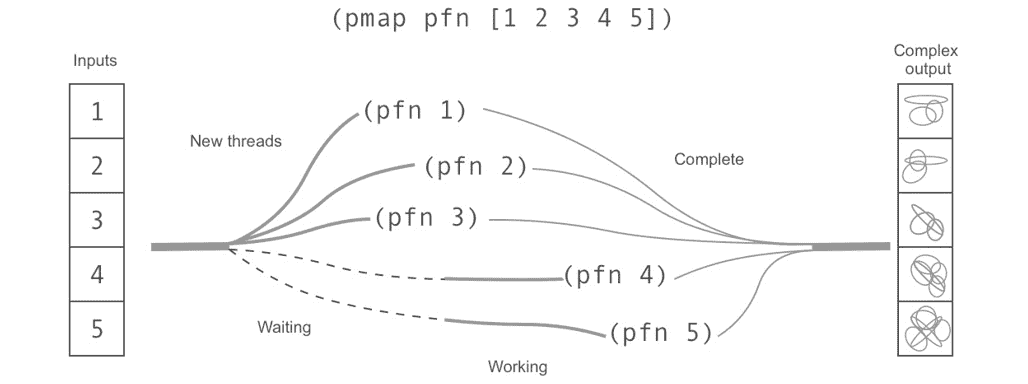 (pmap pfn [1 2 3 4 5])
Inputs
Complex
output
1
2
3
4
5
New threads
(pfn 1)
(pfn 2)
(pfn 3)
(pfn 4)
(pfn 5)
Complete
Waiting
Working